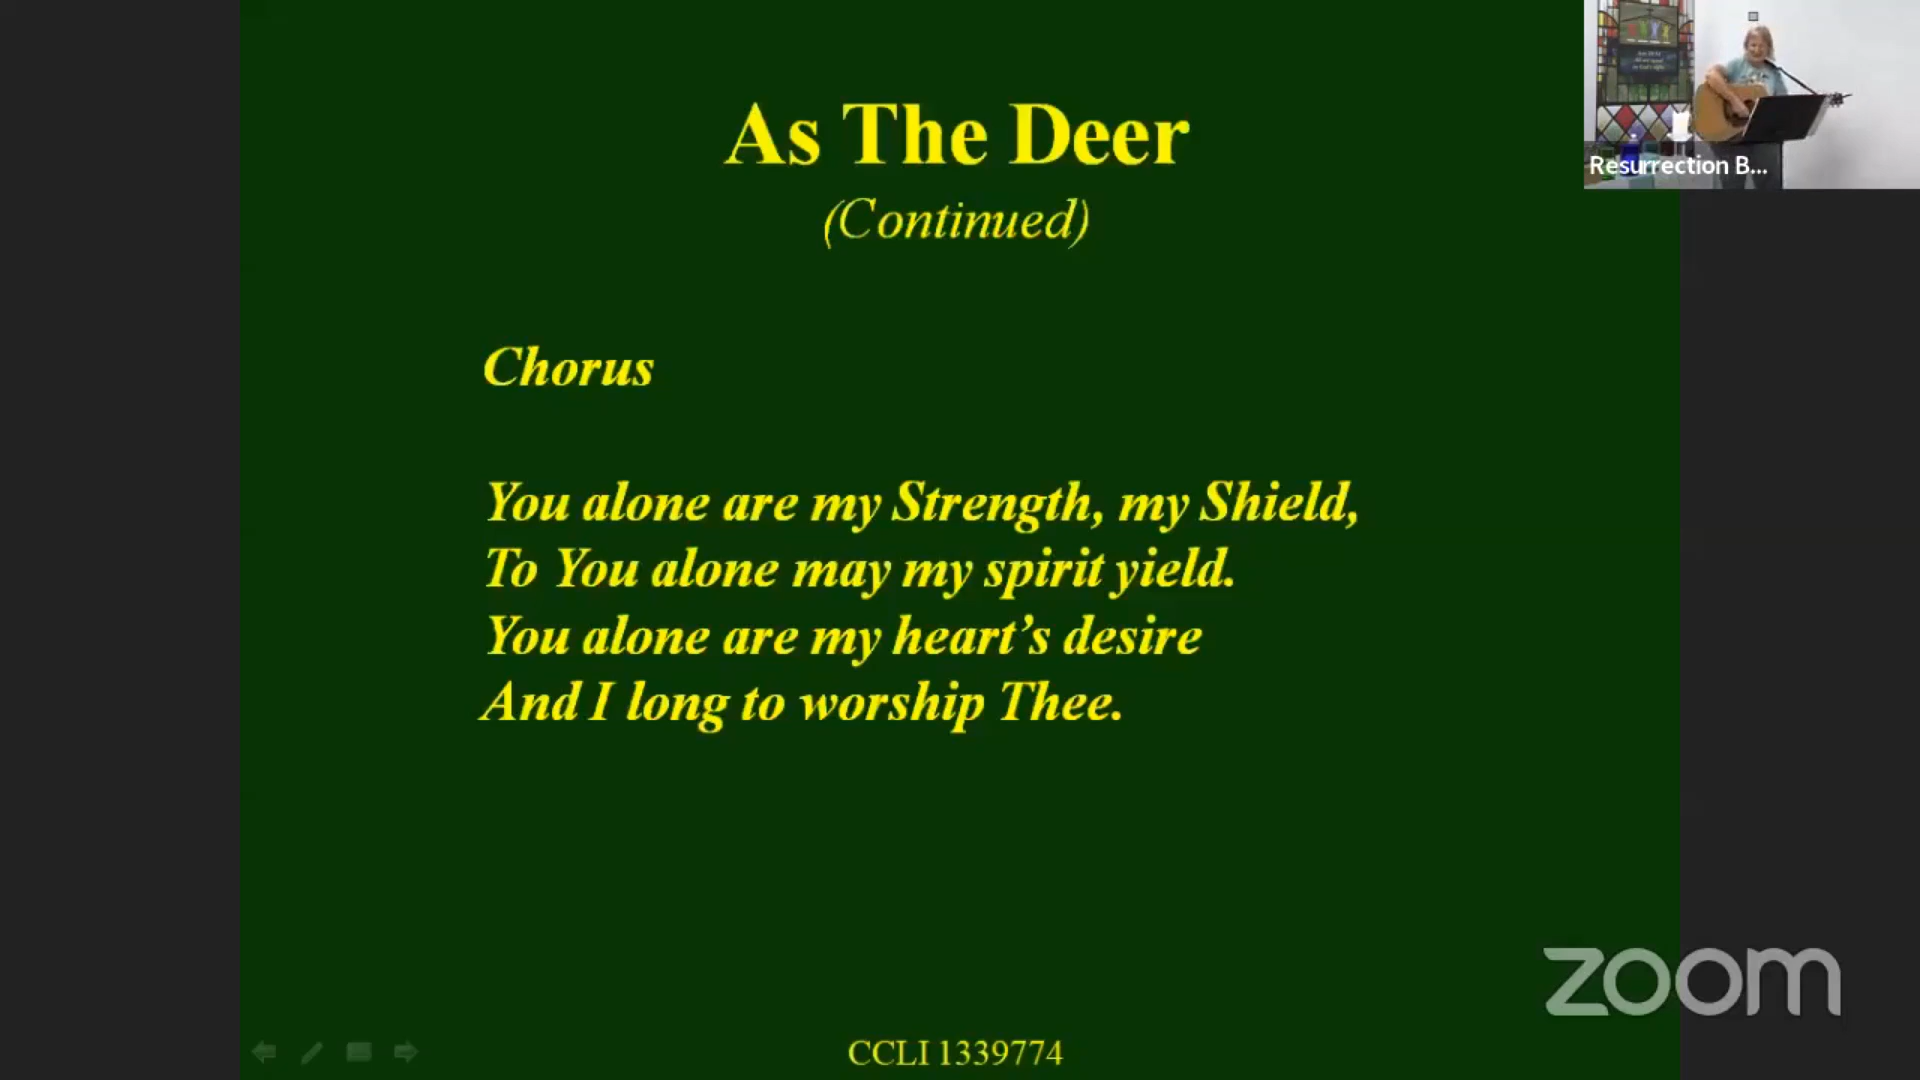 As The Deer
(Continued)
Chorus
You alone are my Strength, my Shield,
To You alone may my spirit yield.
You alone are my heart’s desire
And I long to worship Thee.
CCLI 1339774
Resurrection B...
zoom